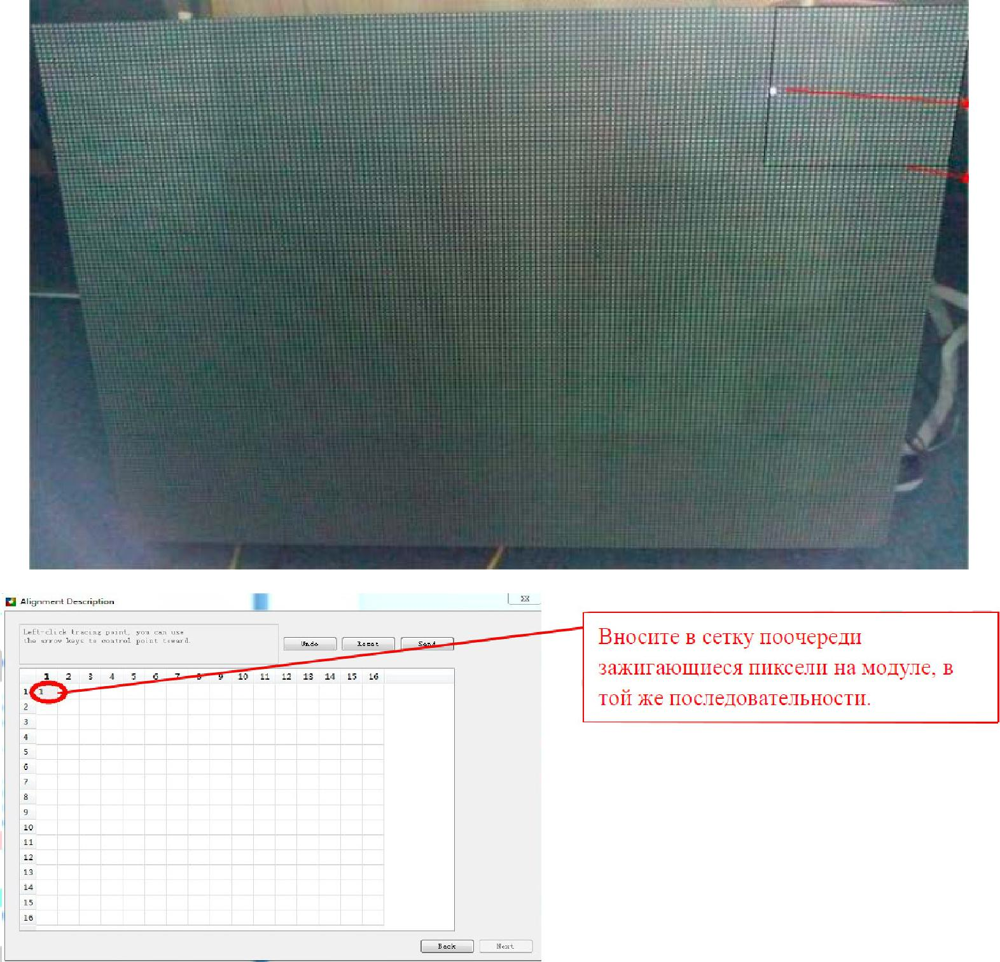 Alignment Description
Left-click tracing point, you can use
the arrow keys to control point toward.
Undo Reset Send
1 2 3 4 5 6 7 8 9 10 11 12 13 14 15 16
1 1
2
3
4
5
6
7
8
9
10
11
12
13
14
15
16
Back Next
Вносите в сетку поочереди
зажигающиеся пиксели на модуле, в
той же последовательности.